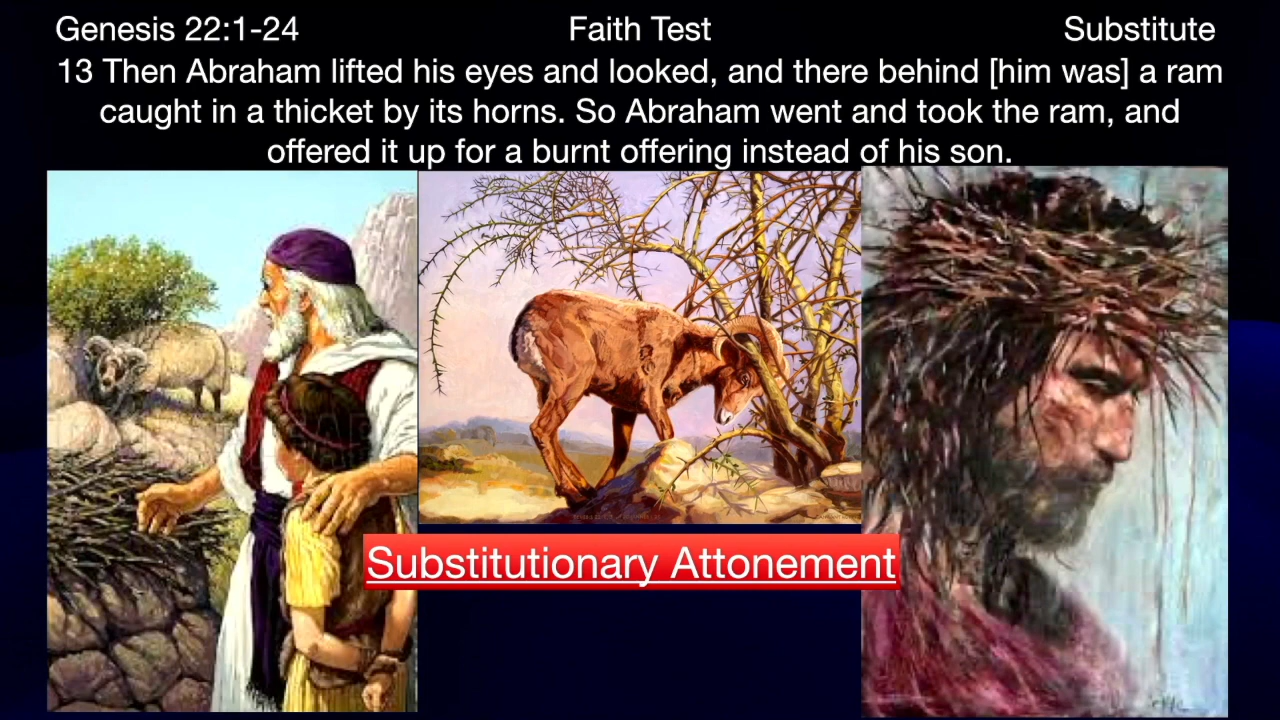 Genesis 22:1-24 Faith Test Substitute
13 Then Abraham lifted his eyes and looked, and there behind [him was] a ram
caught in a thicket by its horns. So Abraham went and took the ram, and
offered it up for a burnt offering instead of his son.
Substitutionary Attonement